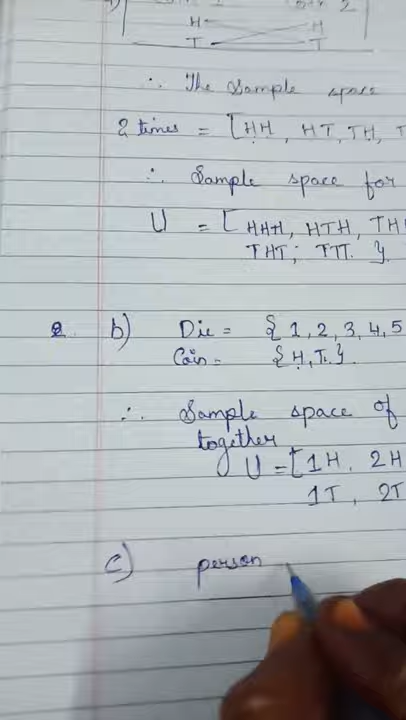 H H
T T
∴ The Sample space
2 times = [HH, HT, TH, T
∴ Sample space for
U = [HHH, HTH, TH
THT; TTT. }
2. b) Die = {1, 2, 3, 4, 5
Coin = {H, T. }.
∴ Sample space of
together
U = [1H, 2H
1T, 2T
c) person